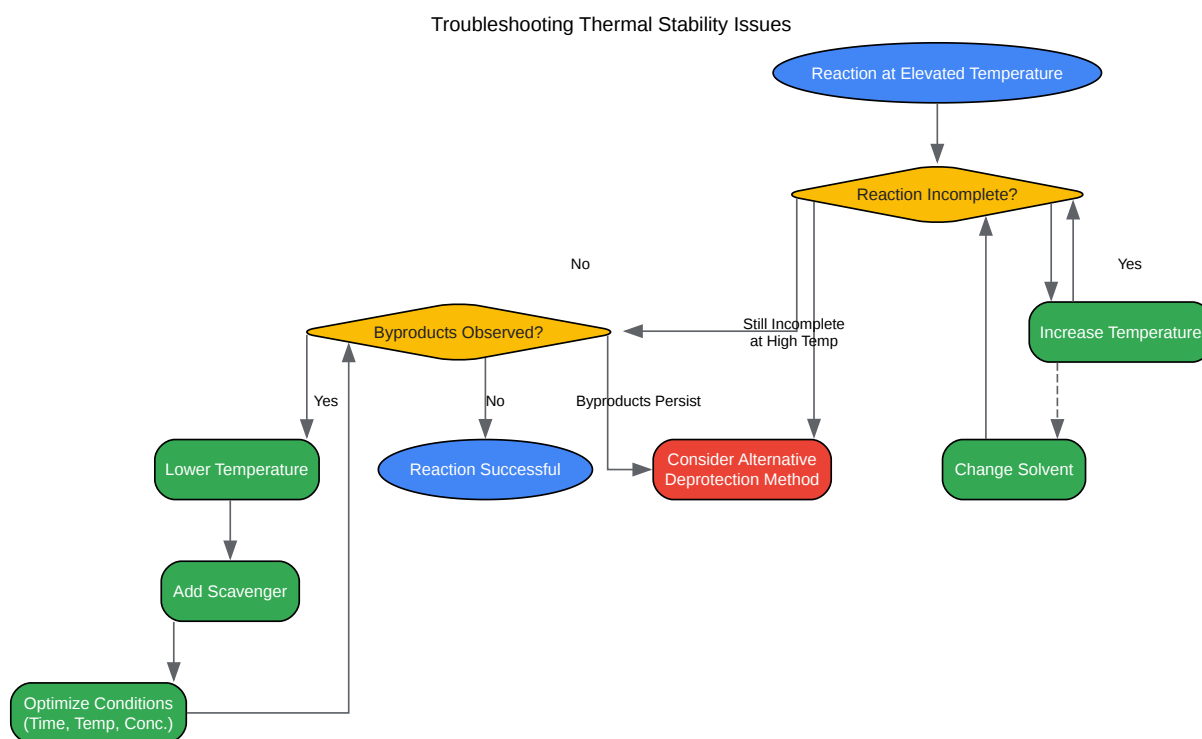 Troubleshooting Thermal Stability Issues
Reaction at Elevated Temperature
Reaction Incomplete?
No
Yes
Byproducts Observed?
Still Incomplete
at High Temp
Increase Temperature
Yes
No
Byproducts Persist
Lower Temperature
Reaction Successful
Consider Alternative
Deprotection Method
Change Solvent
Add Scavenger
Optimize Conditions
(Time, Temp, Conc.)